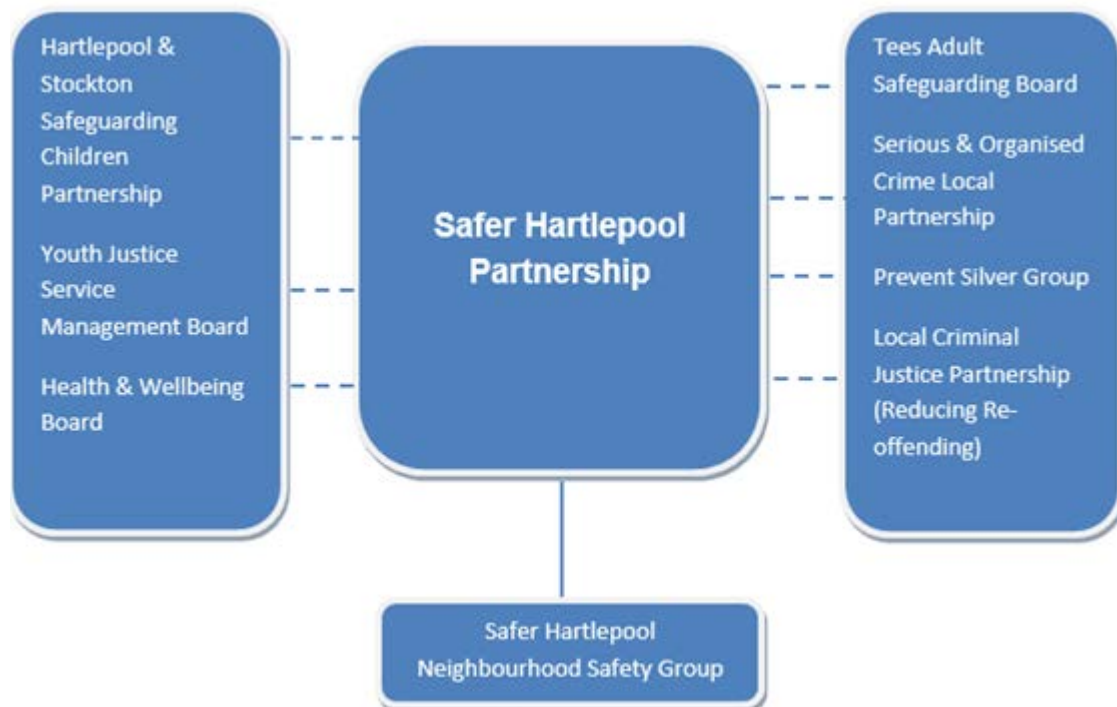 Hartlepool &
Stockton
Safeguarding
Children
Partnership
Youth Justice
Service
Management Board
Health & Wellbeing
Board
Safer Hartlepool
Partnership
Tees Adult
Safeguarding Board
Serious & Organised
Crime Local
Partnership
Prevent Silver Group
Local Criminal
Justice Partnership
(Reducing Re-
offending)
Safer Hartlepool
Neighbourhood Safety Group